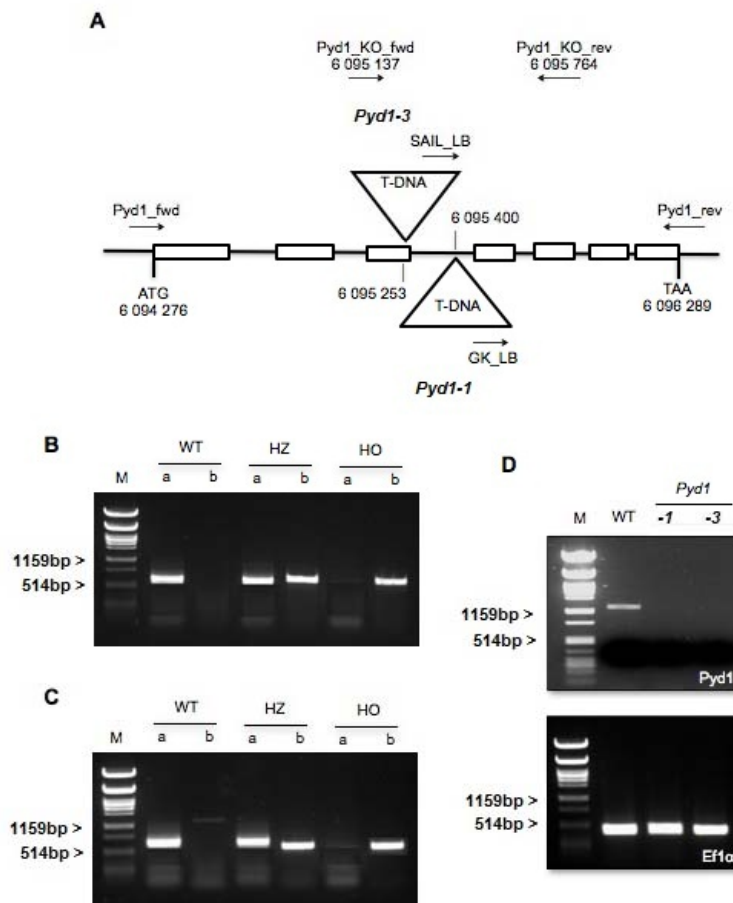 A
Pyd1_KO_fwd
6 095 137
Pyd1_KO_rev
6 095 764
Pyd1-3
SAIL_LB
T-DNA
Pyd1_fwd
6 095 400
Pyd1_rev
ATG
6 094 276
6 095 253
T-DNA
TAA
6 096 289
GK_LB
Pyd1-1
B
WT HZ HO
M a b a b a b
1159bp >
514bp >
C
WT HZ HO
M a b a b a b
1159bp >
514bp >
D
Pyd1
M WT -1 -3
1159bp >
514bp >
Pyd1
1159bp >
514bp >
Ef1α